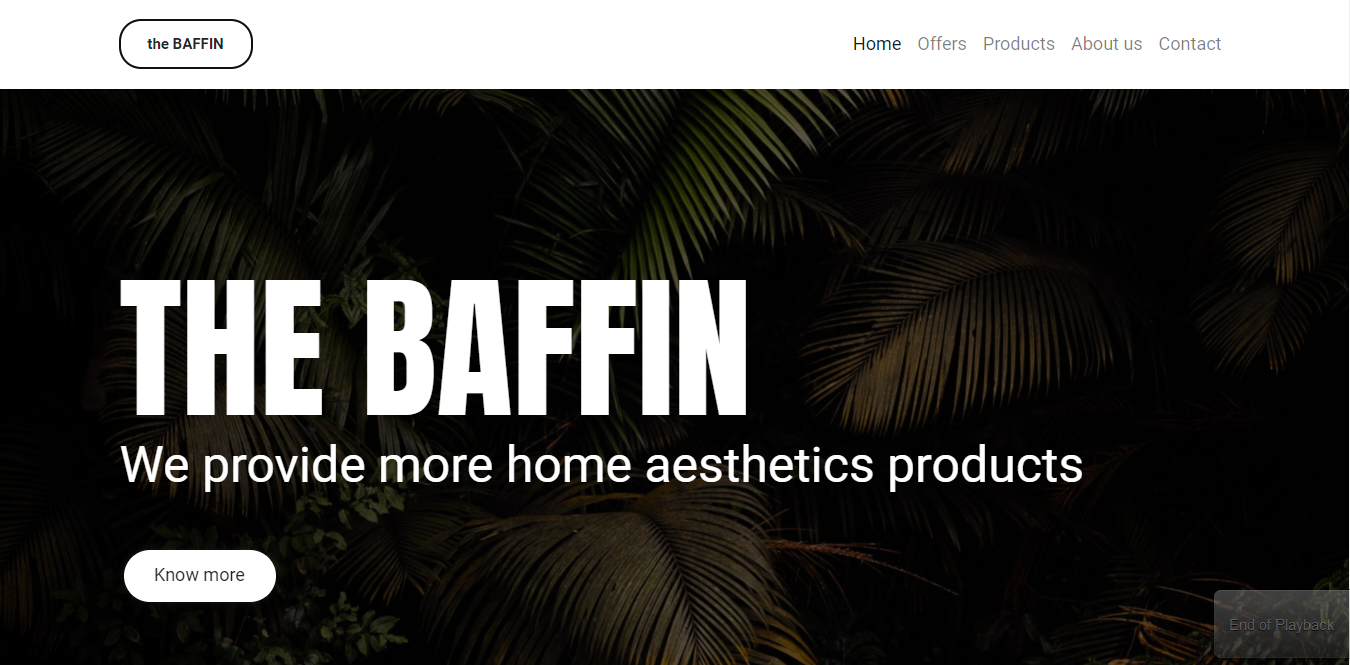 the BAFFIN
Home Offers Products About us Contact
THE BAFFIN
We provide more home aesthetics products
Know more
End of Playback